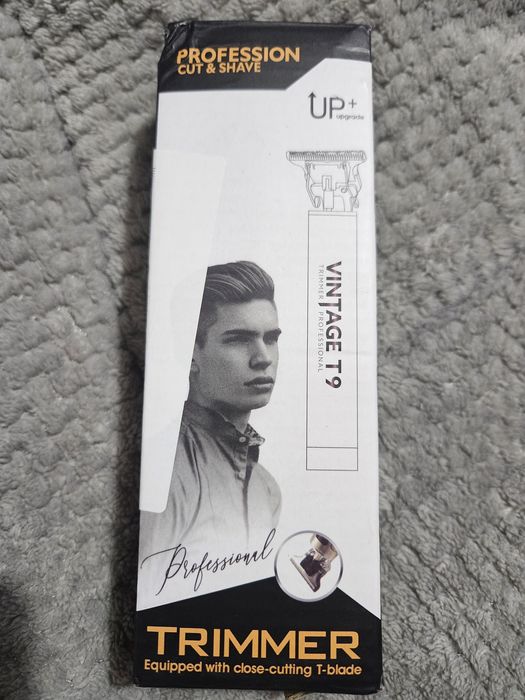 PROFESSION
CUT & SHAVE
UP+
upgrade
VINTAGE T9
TRIMMER PROFESSIONAL
Professional
TRIMMER
Equipped with close-cutting T-blade